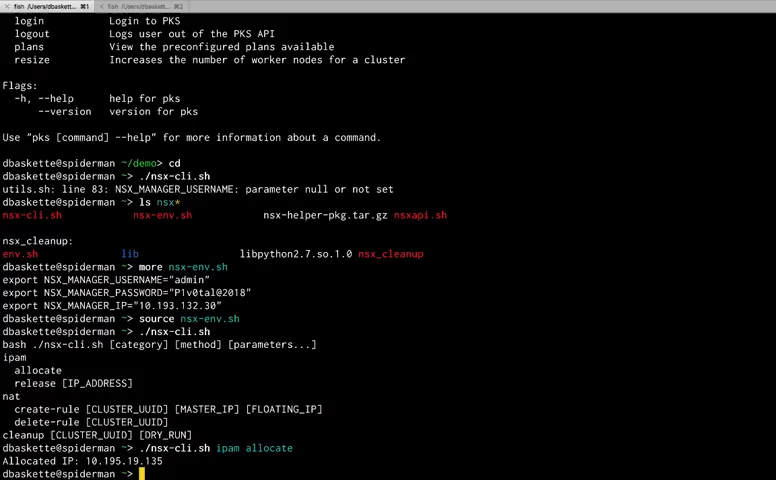 fish /Users/dbaskett... ⌘1
fish /Users/dbaskett... ⌘2
login Login to PKS
logout Logs user out of the PKS API
plans View the preconfigured plans available
resize Increases the number of worker nodes for a cluster
Flags:
-h, --help help for pks
--version version for pks
Use "pks [command] --help" for more information about a command.
dbaskette@spiderman ~/demo> cd
dbaskette@spiderman ~> ./nsx-cli.sh
utils.sh: line 83: NSX_MANAGER_USERNAME: parameter null or not set
dbaskette@spiderman ~> ls nsx*
nsx-cli.sh nsx-env.sh nsx-helper-pkg.tar.gz nsxapi.sh
nsx_cleanup:
env.sh lib libpython2.7.so.1.0 nsx_cleanup
dbaskette@spiderman ~> more nsx-env.sh
export NSX_MANAGER_USERNAME="admin"
export NSX_MANAGER_PASSWORD="P1v0tal@2018"
export NSX_MANAGER_IP="10.193.132.30"
dbaskette@spiderman ~> source nsx-env.sh
dbaskette@spiderman ~> ./nsx-cli.sh
bash ./nsx-cli.sh [category] [method] [parameters...]
ipam
allocate
release [IP_ADDRESS]
nat
create-rule [CLUSTER_UUID] [MASTER_IP] [FLOATING_IP]
delete-rule [CLUSTER_UUID]
cleanup [CLUSTER_UUID] [DRY_RUN]
dbaskette@spiderman ~> ./nsx-cli.sh ipam allocate
Allocated IP: 10.195.19.135
dbaskette@spiderman ~>